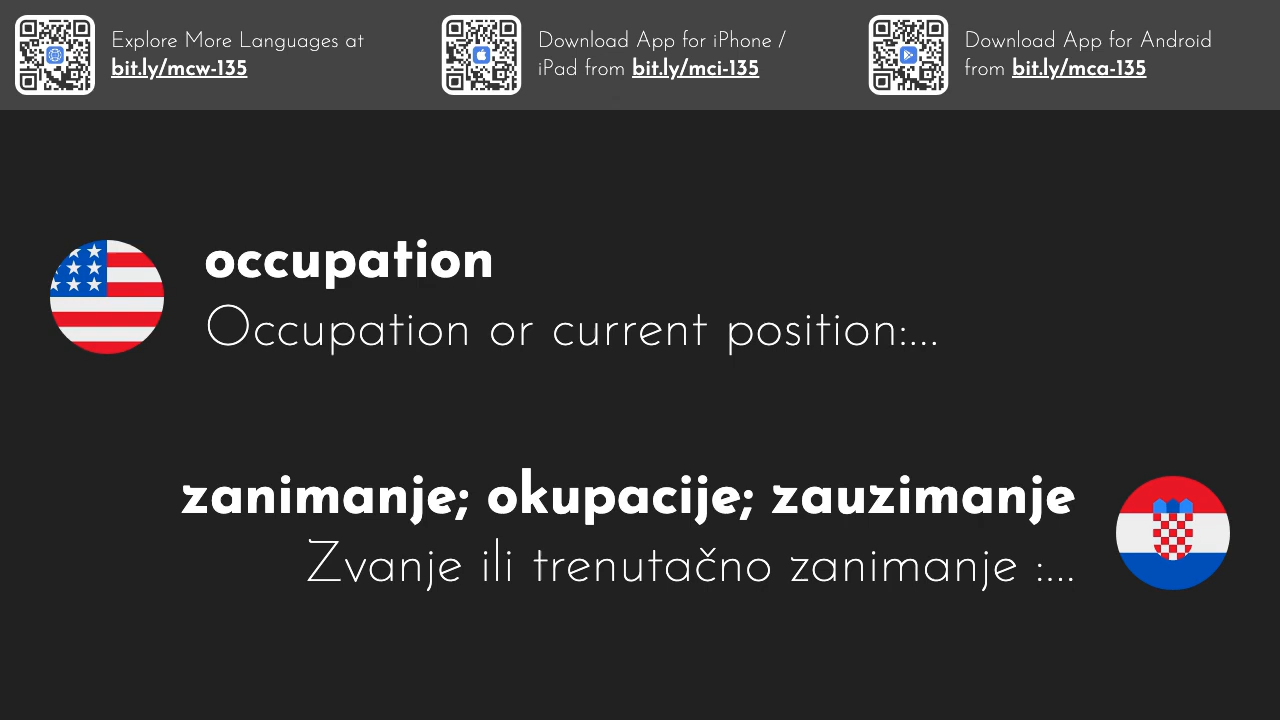 Explore More Languages at
bit.ly/mcw-135
Download App for iPhone /
iPad from bit.ly/mci-135
Download App for Android
from bit.ly/mca-135
occupation
Occupation or current position:...
zanimanje; okupacije; zauzimanje
Zvanje ili trenutačno zanimanje :...